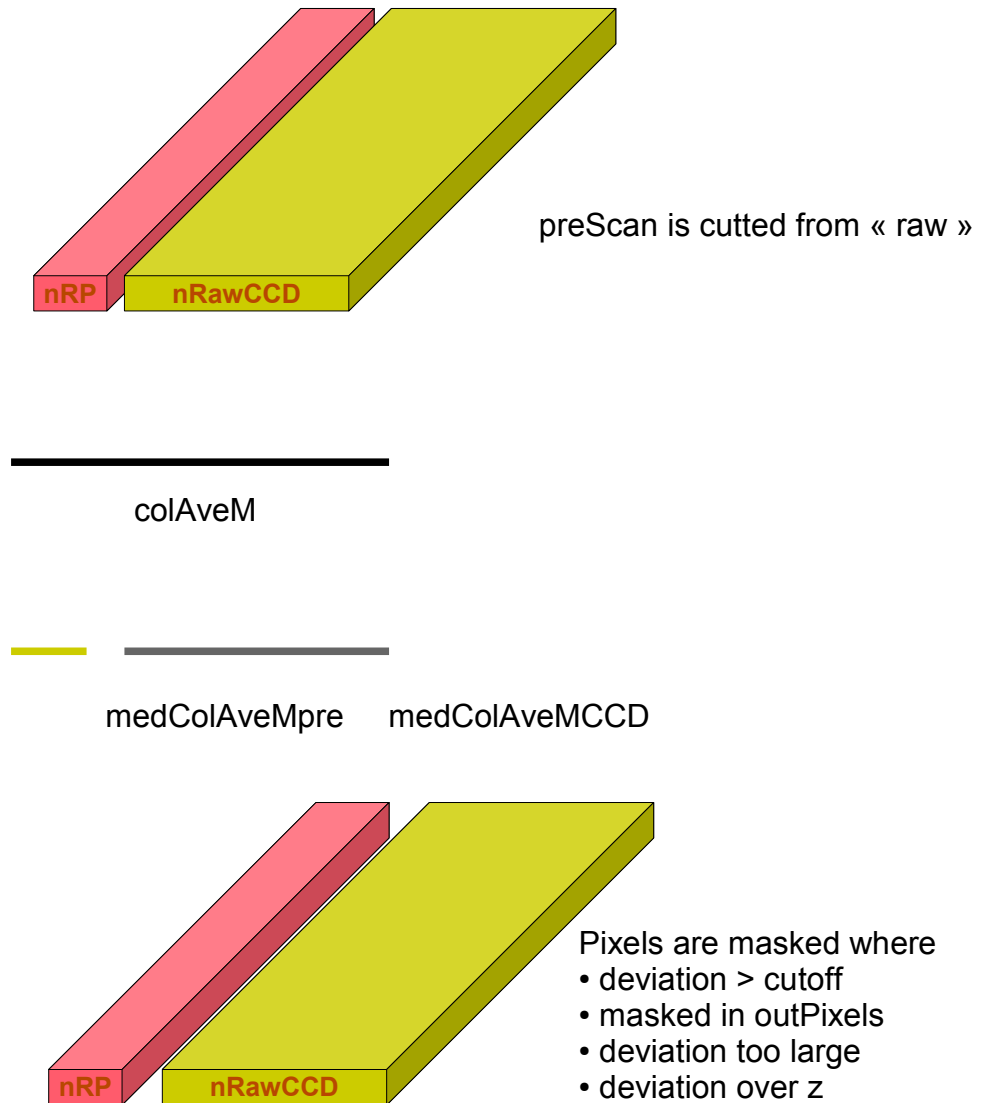 preScan is cutted from « raw »
nRP
nRawCCD
colAveM
medColAveMpre
medColAveMCCD
Pixels are masked where
• deviation > cutoff
• masked in outPixels
• deviation too large
• deviation over z
nRP
nRawCCD